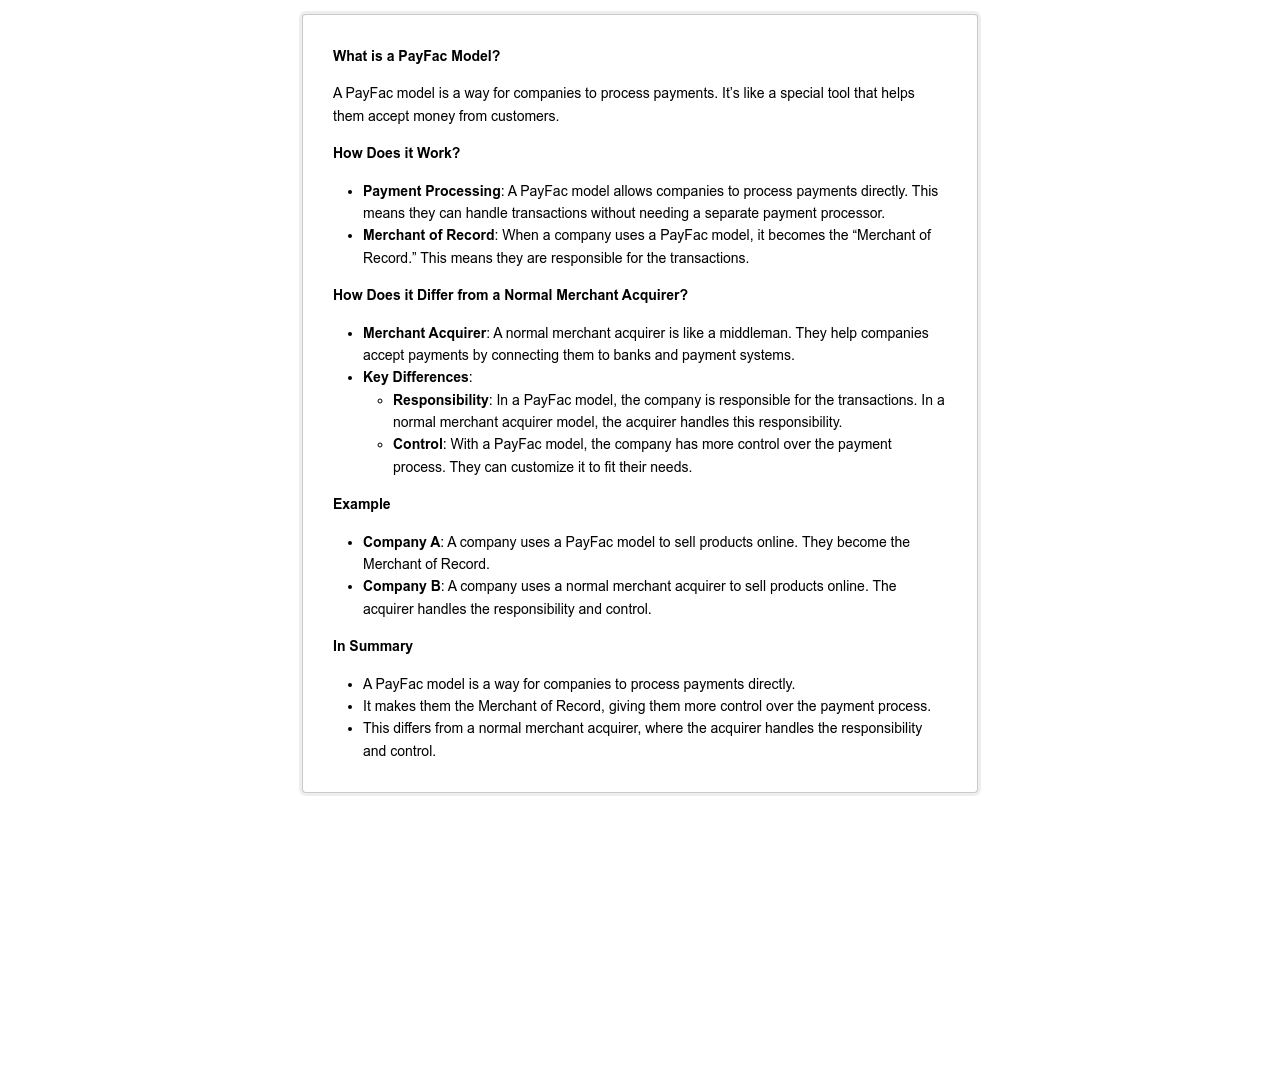 What is a PayFac Model?
A PayFac model is a way for companies to process payments. It’s like a special tool that helps
them accept money from customers.
How Does it Work?
• Payment Processing: A PayFac model allows companies to process payments directly. This
means they can handle transactions without needing a separate payment processor.
• Merchant of Record: When a company uses a PayFac model, it becomes the “Merchant of
Record.” This means they are responsible for the transactions.
How Does it Differ from a Normal Merchant Acquirer?
• Merchant Acquirer: A normal merchant acquirer is like a middleman. They help companies
accept payments by connecting them to banks and payment systems.
• Key Differences:
◦ Responsibility: In a PayFac model, the company is responsible for the transactions. In a
normal merchant acquirer model, the acquirer handles this responsibility.
◦ Control: With a PayFac model, the company has more control over the payment
process. They can customize it to fit their needs.
Example
• Company A: A company uses a PayFac model to sell products online. They become the
Merchant of Record.
• Company B: A company uses a normal merchant acquirer to sell products online. The
acquirer handles the responsibility and control.
In Summary
• A PayFac model is a way for companies to process payments directly.
• It makes them the Merchant of Record, giving them more control over the payment process.
• This differs from a normal merchant acquirer, where the acquirer handles the responsibility
and control.